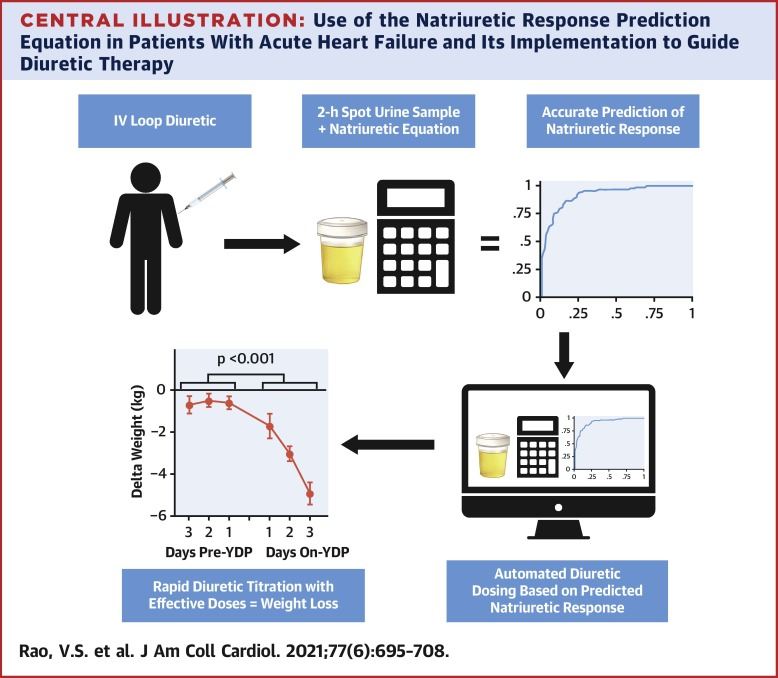 CENTRAL ILLUSTRATION: Use of the Natriuretic Response Prediction
Equation in Patients With Acute Heart Failure and Its Implementation to Guide
Diuretic Therapy
IV Loop Diuretic
2-h Spot Urine Sample
+ Natriuretic Equation
Accurate Prediction of
Natriuretic Response
=
1
.75
.5
.25
0
0 .25 .5 .75 1
p <0.001
Delta Weight (kg)
0
−2
−4
−6
3 2 1 1 2 3
Days Pre-YDP Days On-YDP
1
.75
.5
.25
0
0 .25 .5 .75 1
Rapid Diuretic Titration with
Effective Doses = Weight Loss
Automated Diuretic
Dosing Based on Predicted
Natriuretic Response
Rao, V.S. et al. J Am Coll Cardiol. 2021;77(6):695–708.